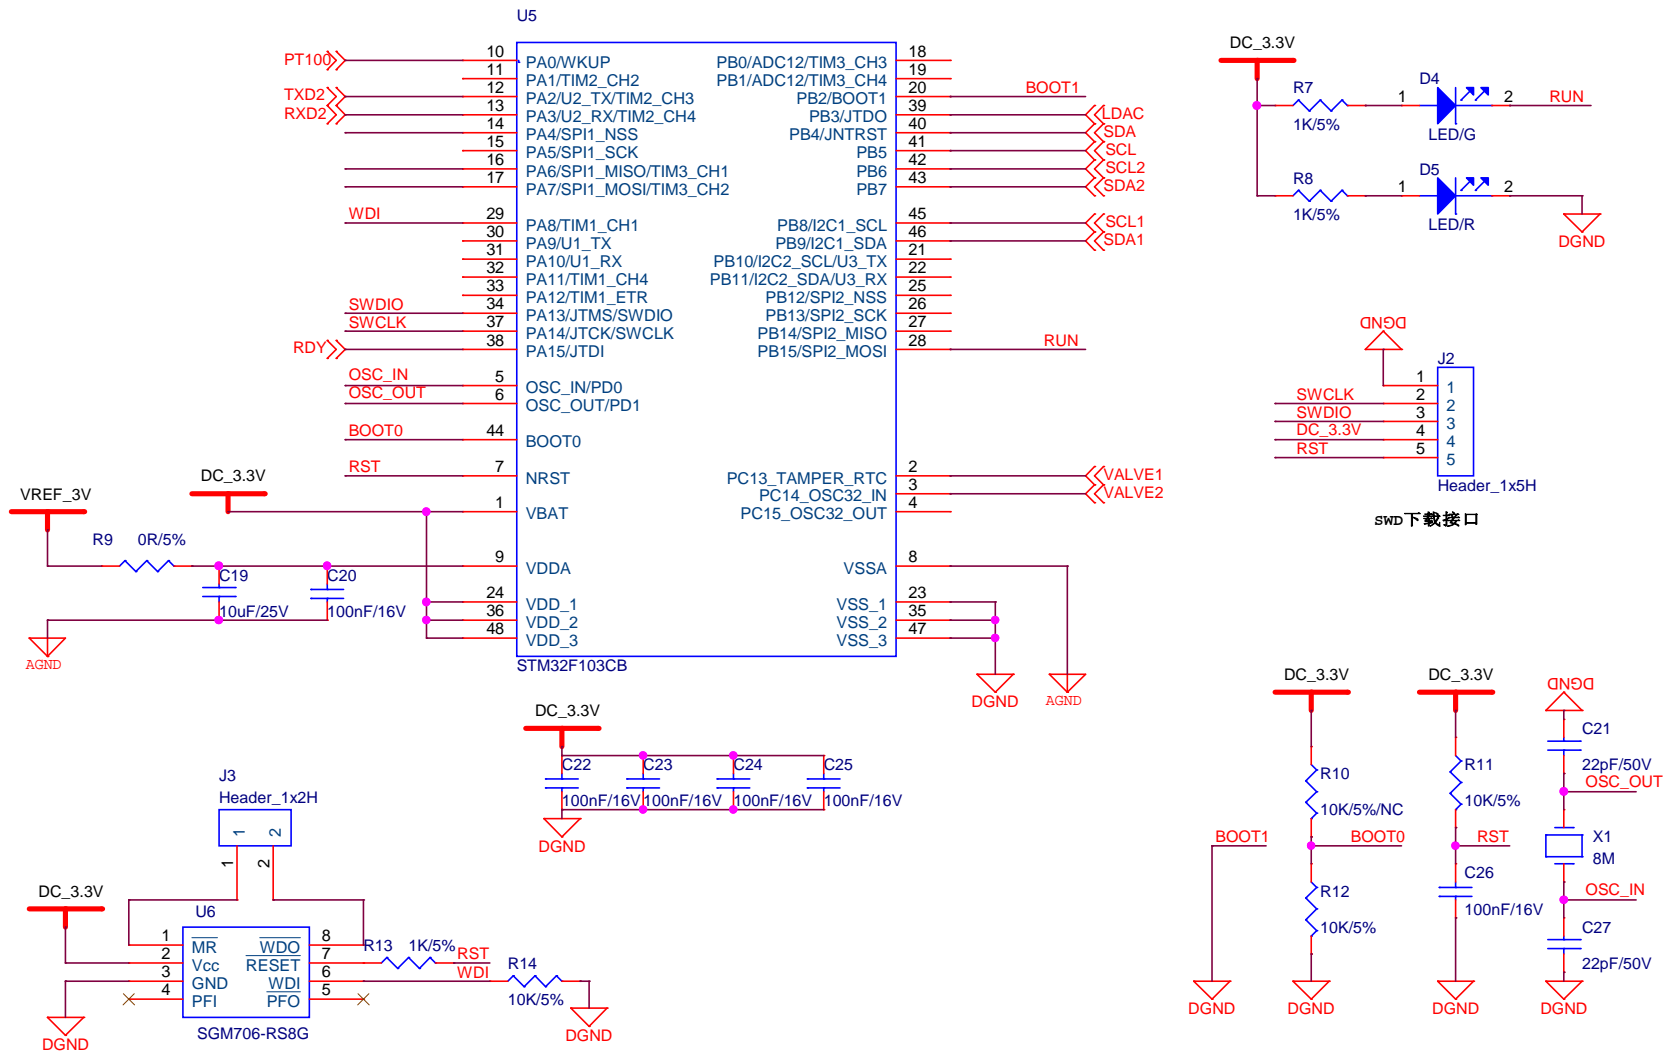 U5
PT100
TXD2
RXD2
WDI
SWDIO
SWCLK
RDY
OSC_IN
OSC_OUT
BOOT0
RST
10 PA0/WKUP
11 PA1/TIM2_CH2
12 PA2/U2_TX/TIM2_CH3
13 PA3/U2_RX/TIM2_CH4
14 PA4/SPI1_NSS
15 PA5/SPI1_SCK
16 PA6/SPI1_MISO/TIM3_CH1
17 PA7/SPI1_MOSI/TIM3_CH2
29 PA8/TIM1_CH1
30 PA9/U1_TX
31 PA10/U1_RX
32 PA11/TIM1_CH4
33 PA12/TIM1_ETR
34 PA13/JTMS/SWDIO
37 PA14/JTCK/SWCLK
38 PA15/JTDI
5 OSC_IN/PD0
6 OSC_OUT/PD1
44 BOOT0
7 NRST
1 VBAT
9 VDDA
24 VDD_1
36 VDD_2
48 VDD_3
PB0/ADC12/TIM3_CH3 18
PB1/ADC12/TIM3_CH4 19
PB2/BOOT1 20 BOOT1
PB3/JTDO 39 LDAC
PB4/JNTRST 40 SDA
PB5 41 SCL
PB6 42 SCL2
PB7 43 SDA2
PB8/I2C1_SCL 45 SCL1
PB9/I2C1_SDA 46 SDA1
PB10/I2C2_SCL/U3_TX 21
PB11/I2C2_SDA/U3_RX 22
PB12/SPI2_NSS 25
PB13/SPI2_SCK 26
PB14/SPI2_MISO 27
PB15/SPI2_MOSI 28 RUN
PC13_TAMPER_RTC 2 VALVE1
PC14_OSC32_IN 3 VALVE2
PC15_OSC32_OUT 4
VSSA 8
VSS_1 23
VSS_2 35
VSS_3 47
STM32F103CB
DGND
AGND
DC_3.3V
VREF_3V
R9 0R/5%
C19
10uF/25V
C20
100nF/16V
AGND
DC_3.3V
R7
1K/5%
1 D4 2 RUN
LED/G
R8
1K/5%
1 D5 2
LED/R
DGND
DGND
J2
1 1
SWCLK 2 2
SWDIO 3 3
DC_3.3V 4 4
RST 5 5
Header_1x5H
SWD下载接口
DC_3.3V
C22 C23 C24 C25
100nF/16V 100nF/16V 100nF/16V 100nF/16V
DGND
J3
Header_1x2H
1 2
1 2
DC_3.3V
U6
1 MR WDO 8
2 Vcc RESET 7
3 GND WDI 6
4 PFI PFO 5
SGM706-RS8G
DGND
R13 1K/5% RST
WDI
R14
10K/5%
DGND
BOOT1
DGND
DC_3.3V
R10
10K/5%/NC
BOOT0
R12
10K/5%
DGND
DC_3.3V
R11
10K/5%
RST
C26
100nF/16V
DGND
DGND
C21
22pF/50V
OSC_OUT
X1
8M
OSC_IN
C27
22pF/50V
DGND